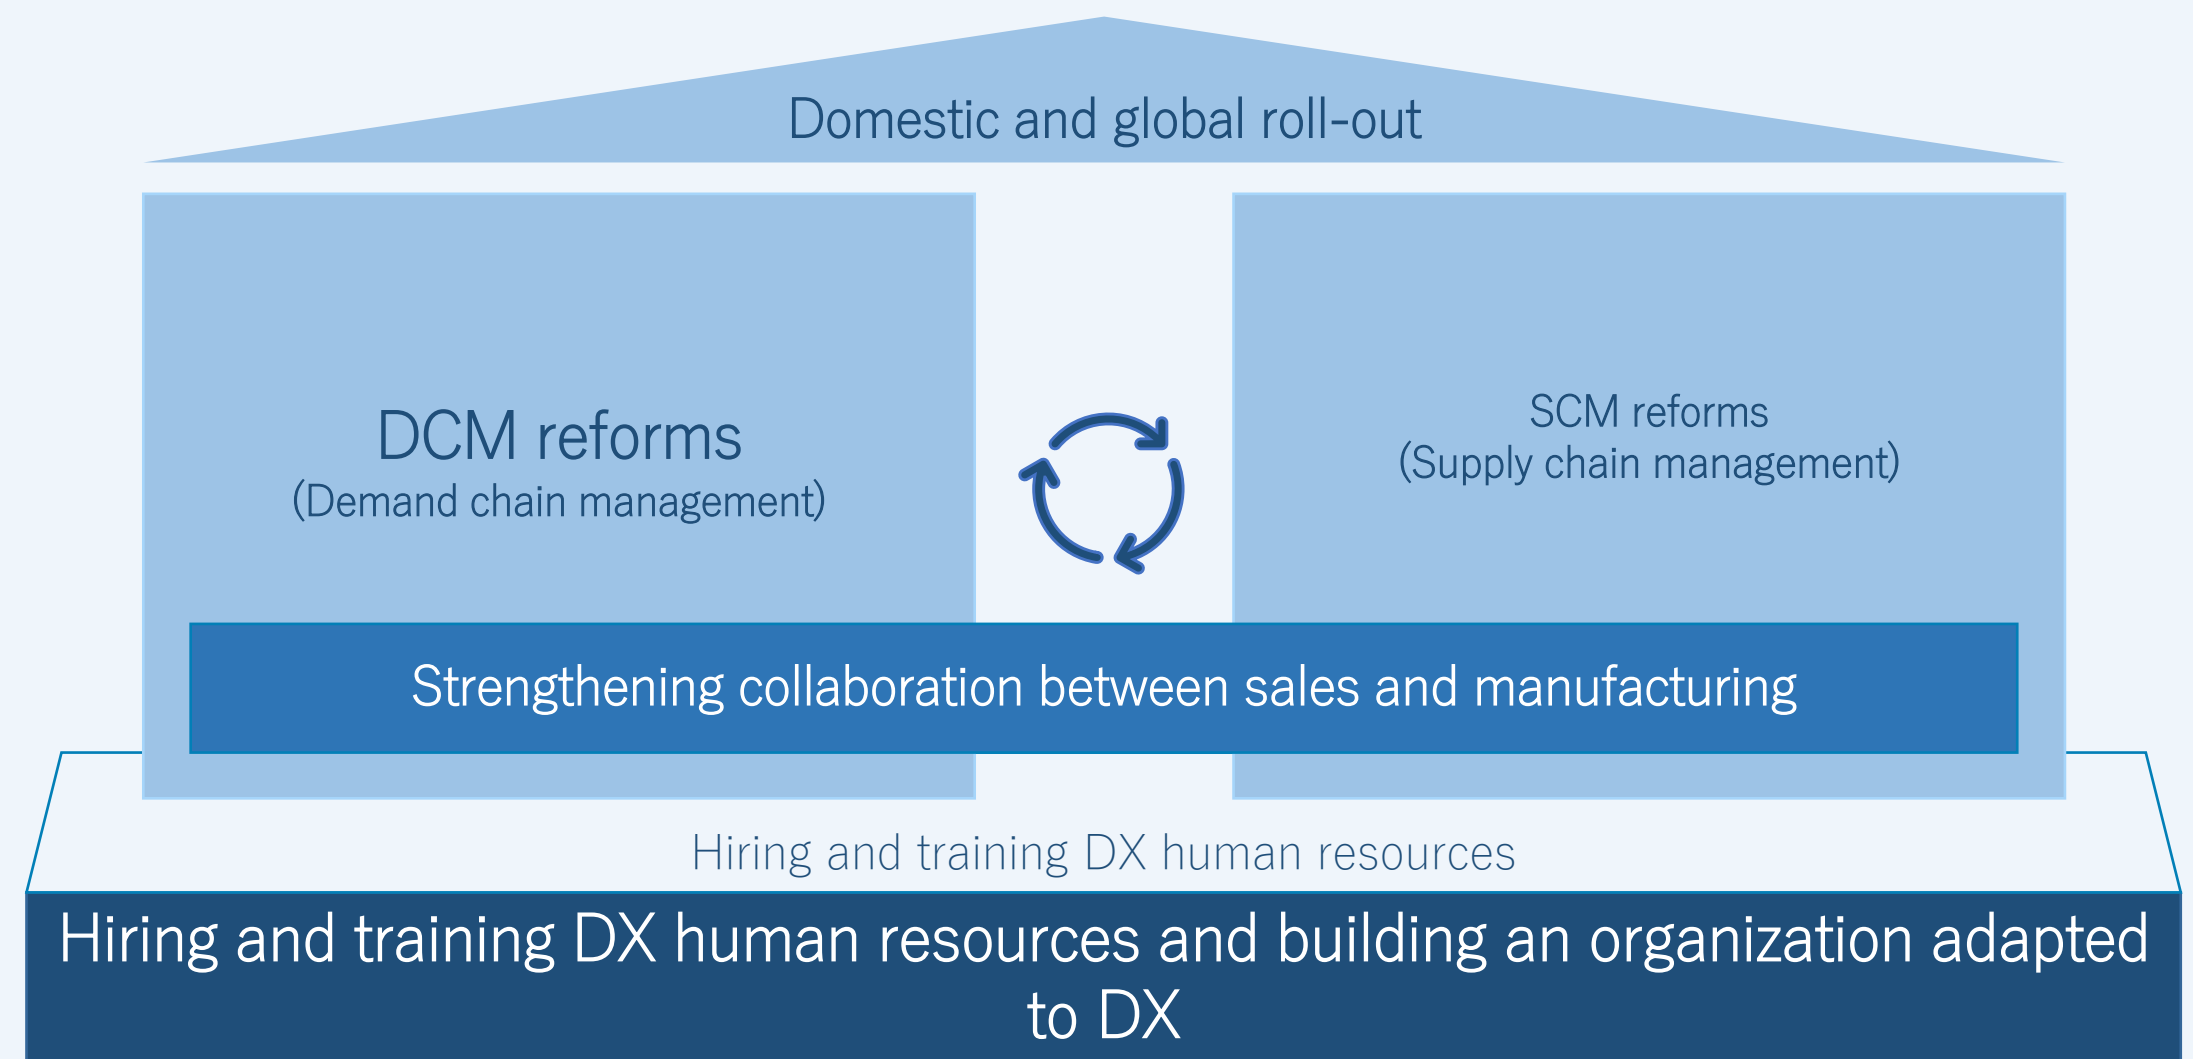 Domestic and global roll-out
DCM reforms
(Demand chain management)
SCM reforms
(Supply chain management)
Strengthening collaboration between sales and manufacturing
Hiring and training DX human resources
Hiring and training DX human resources and building an organization adapted
to DX